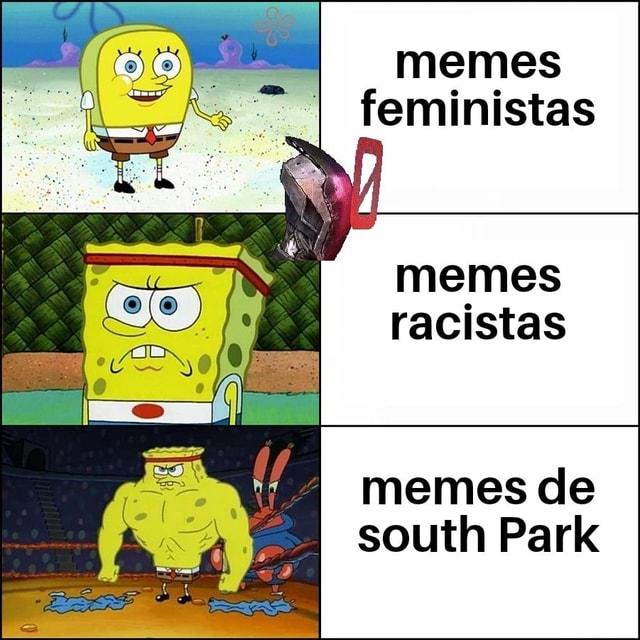 memes
feministas
memes
racistas
memes de
south Park